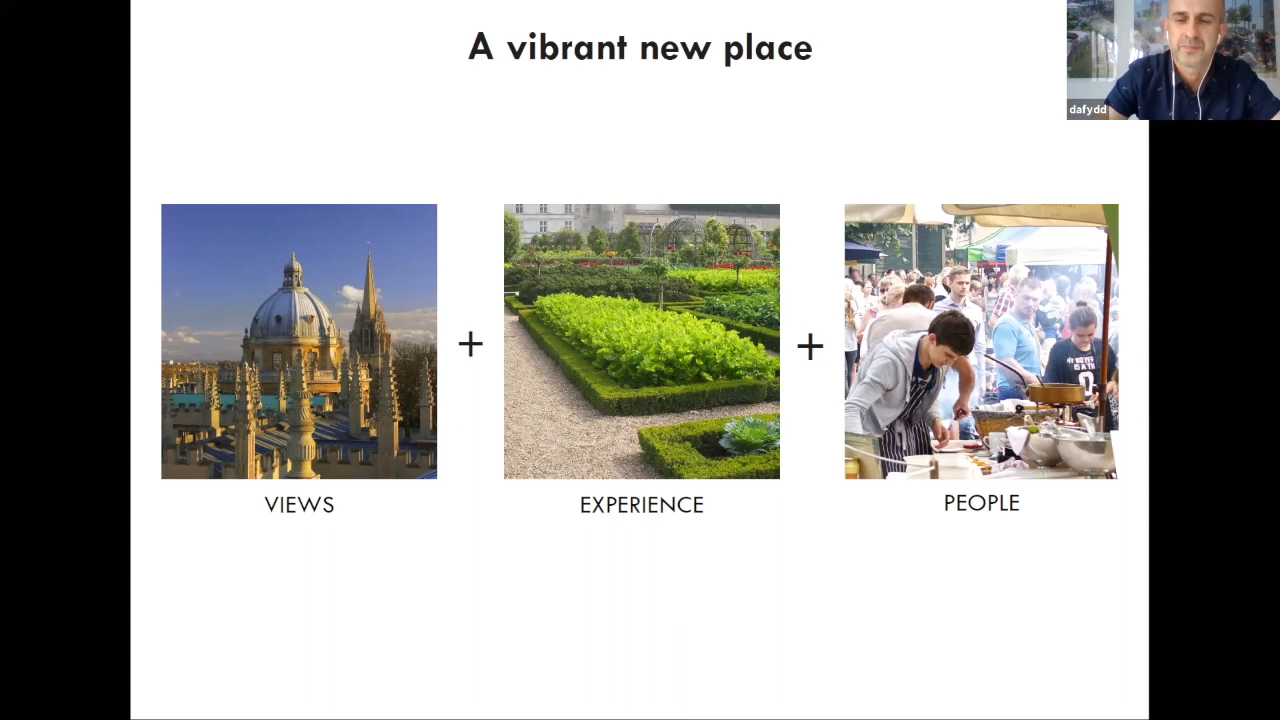 A vibrant new place
dafydd
+
+
VIEWS
EXPERIENCE
PEOPLE